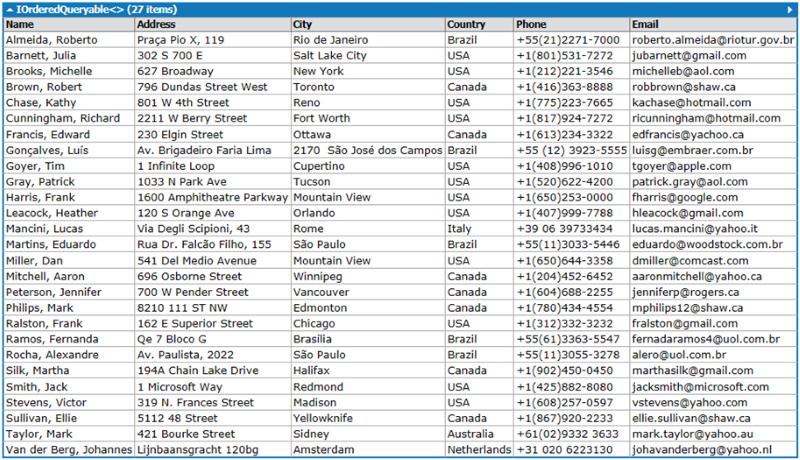 IOrderedQueryable<> (27 items)
Name Address City Country Phone Email
Almeida, Roberto Praça Pio X, 119 Rio de Janeiro Brazil +55(21)2271-7000 roberto.almeida@riotur.gov.br
Barnett, Julia 302 S 700 E Salt Lake City USA +1(801)531-7272 jubarnett@gmail.com
Brooks, Michelle 627 Broadway New York USA +1(212)221-3546 michelleb@aol.com
Brown, Robert 796 Dundas Street West Toronto Canada +1(416)363-8888 robbrown@shaw.ca
Chase, Kathy 801 W 4th Street Reno USA +1(775)223-7665 kachase@hotmail.com
Cunningham, Richard 2211 W Berry Street Fort Worth USA +1(817)924-7272 ricunningham@hotmail.com
Francis, Edward 230 Elgin Street Ottawa Canada +1(613)234-3322 edfrancis@yachoo.ca
Gonçalves, Luís Av. Brigadeiro Faria Lima 2170 São José dos Campos Brazil +55 (12) 3923-5555 luisg@embraer.com.br
Goyer, Tim 1 Infinite Loop Cupertino USA +1(408)996-1010 tgoyer@apple.com
Gray, Patrick 1033 N Park Ave Tucson USA +1(520)622-4200 patrick.gray@aol.com
Harris, Frank 1600 Amphitheatre Parkway Mountain View USA +1(650)253-0000 fharris@google.com
Leacock, Heather 120 S Orange Ave Orlando USA +1(407)999-7788 hleacock@gmail.com
Mancini, Lucas Via Degli Scipioni, 43 Rome Italy +39 06 39733434 lucas.mancini@yahoo.it
Martins, Eduardo Rua Dr. Falcão Filho, 155 São Paulo Brazil +55(11)3033-5446 eduardo@woodstock.com.br
Miller, Dan 541 Del Medio Avenue Mountain View USA +1(650)644-3358 dmiller@comcast.com
Mitchell, Aaron 696 Osborne Street Winnipeg Canada +1(204)452-6452 aaronmitchell@yahoo.ca
Peterson, Jennifer 700 W Pender Street Vancouver Canada +1(604)688-2255 jenniferp@rogers.ca
Philips, Mark 8210 111 ST NW Edmonton Canada +1(780)434-4554 mphilips12@shaw.ca
Ralston, Frank 162 E Superior Street Chicago USA +1(312)332-3232 fralston@gmail.com
Ramos, Fernanda Qe 7 Bloco G Brasília Brazil +55(61)3363-5547 fernadaramos4@uol.com.br
Rocha, Alexandre Av. Paulista, 2022 São Paulo Brazil +55(11)3055-3278 alero@uol.com.br
Silk, Martha 194A Chain Lake Drive Halifax Canada +1(902)450-0450 marthasilk@gmail.com
Smith, Jack 1 Microsoft Way Redmond USA +1(425)882-8080 jacksmith@microsoft.com
Stevens, Victor 319 N. Frances Street Madison USA +1(608)257-0597 vstevens@yahoo.com
Sullivan, Ellie 5112 48 Street Yellowknife Canada +1(867)920-2233 ellie.sullivan@shaw.ca
Taylor, Mark 421 Bourke Street Sidney Australia +61(02)9332 3633 mark.taylor@yahoo.au
Van der Berg, Johannes Lijnbaansgracht 120bg Amsterdam Netherlands +31 020 6223130 johavanderberg@yahoo.nl